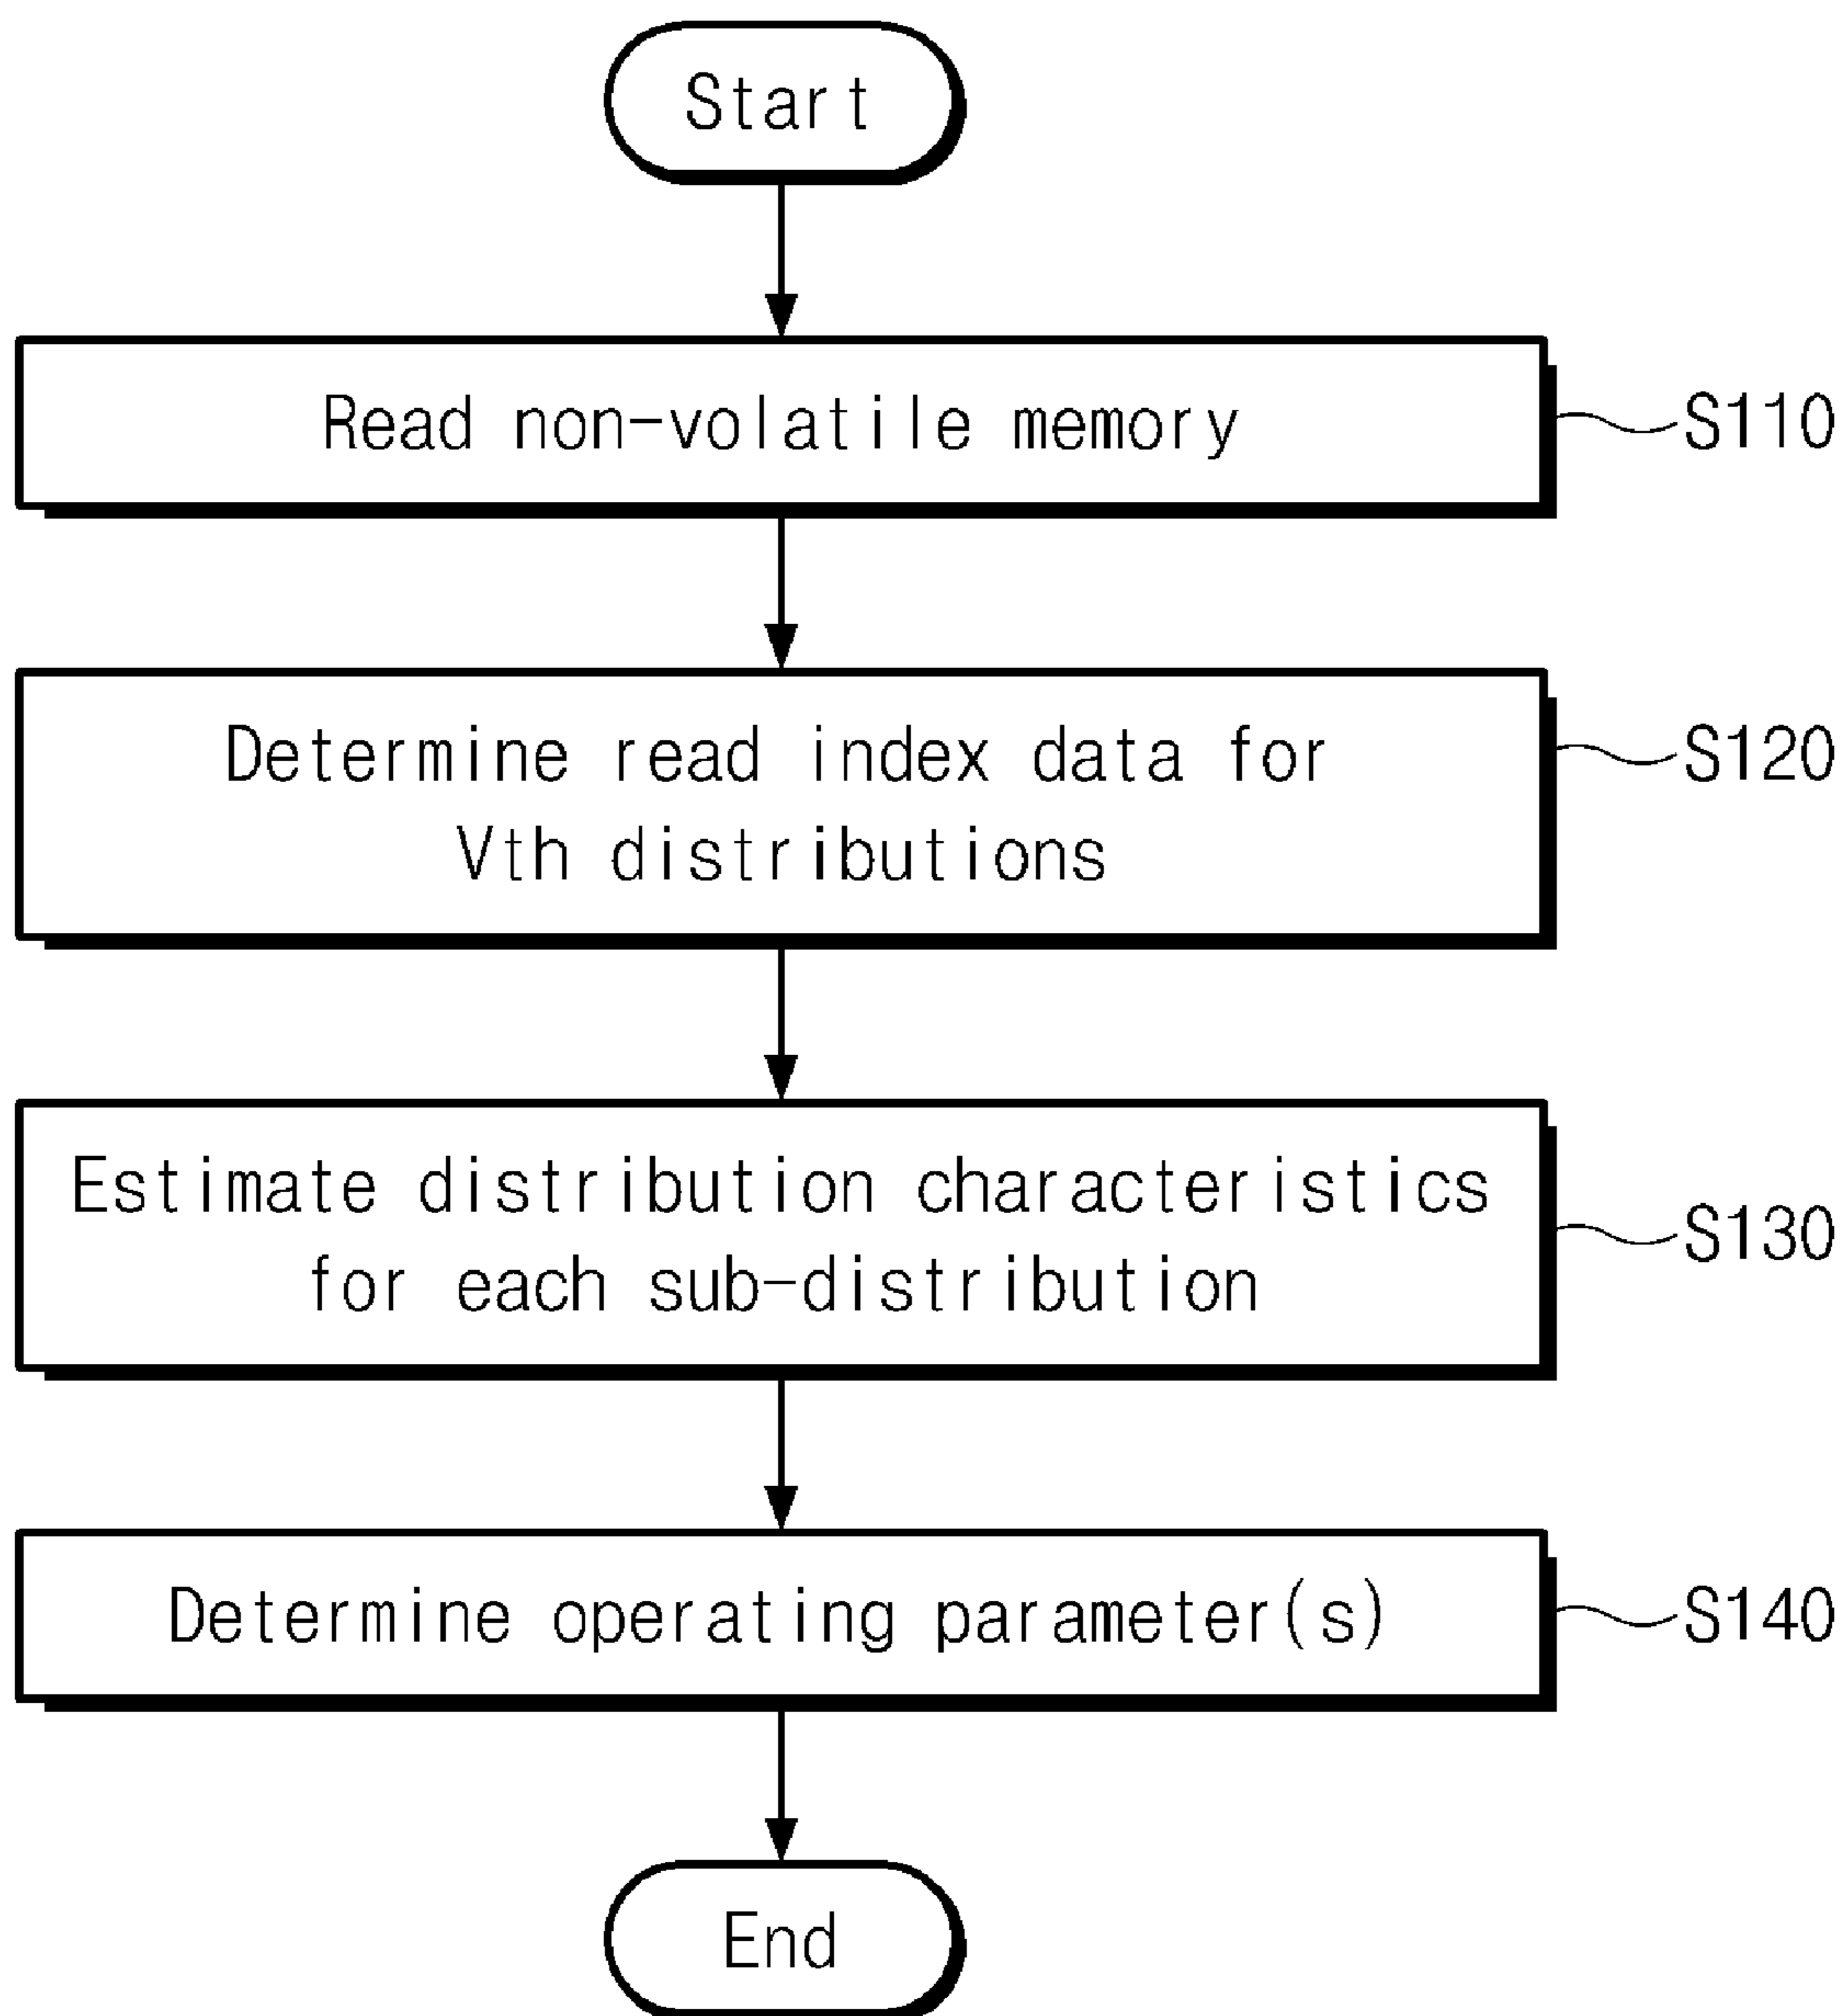 Start
Read non-volatile memory
S110
Determine read index data for
Vth distributions
S120
Estimate distribution characteristics
for each sub-distribution
S130
Determine operating parameter(s)
S140
End